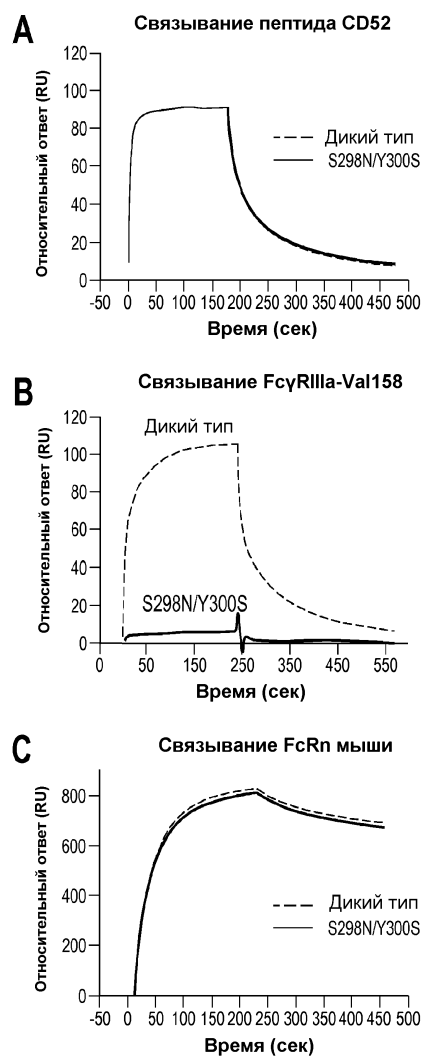 A
Связывание пептида CD52
Относительный ответ (RU)
120
100
80
60
40
20
0
Дикий тип
S298N/Y300S
-50 0 50 100 150 200 250 300 350 400 450 500
Время (сек)
B
Связывание FcγRIIIa-Val158
Относительный ответ (RU)
120
100
80
60
40
20
0
Дикий тип
S298N/Y300S
0 50 150 250 350 450 550
Время (сек)
C
Связывание FcRn мыши
Относительный ответ (RU)
800
600
400
200
0
Дикий тип
S298N/Y300S
-50 0 50 100 150 200 250 300 350 400 450 500
Время (сек)